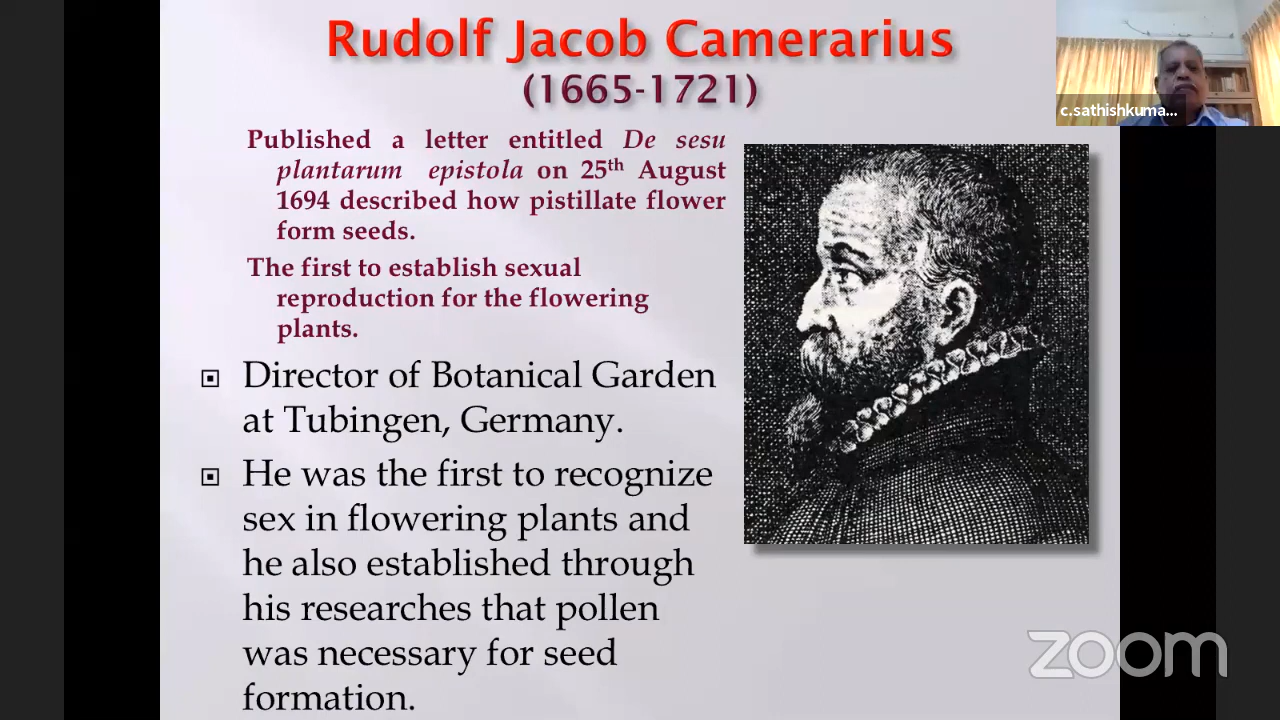 Rudolf Jacob Camerarius
(1665-1721)
c.sathishkuma...
Published a letter entitled De sesu
plantarum epistola on 25th August
1694 described how pistillate flower
form seeds.
The first to establish sexual
reproduction for the flowering
plants.
Director of Botanical Garden
at Tubingen, Germany.
He was the first to recognize
sex in flowering plants and
he also established through
his researches that pollen
was necessary for seed
formation.
zoom